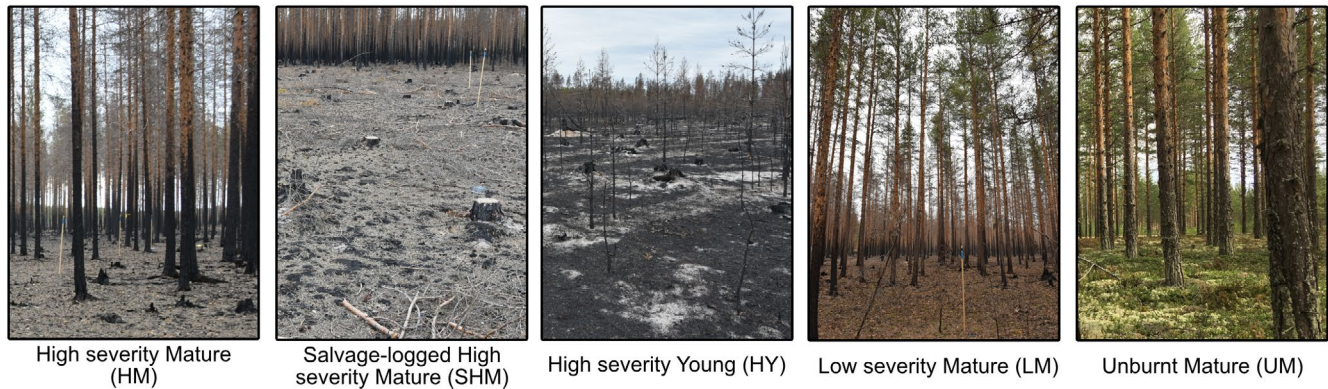 High severity Mature
(HM)
Salvage-logged High
severity Mature (SHM)
High severity Young (HY)
Low severity Mature (LM)
Unburnt Mature (UM)